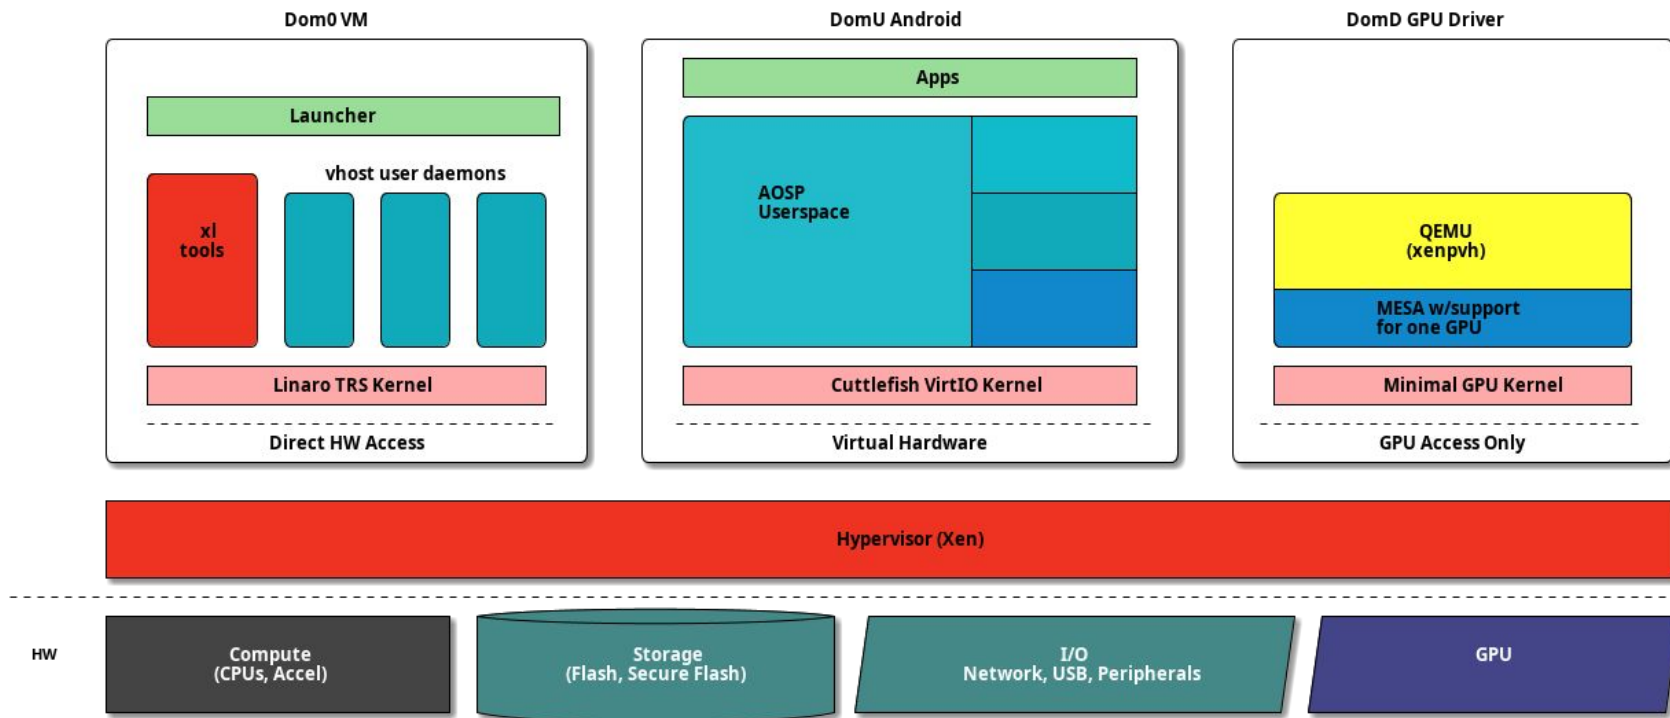 Dom0 VM
DomU Android
DomD GPU Driver
Launcher
vhost user daemons
xl
tools
Linaro TRS Kernel
Direct HW Access
Apps
AOSP
Userspace
Cuttlefish VirtIO Kernel
Virtual Hardware
QEMU
(xenpvh)
MESA w/support
for one GPU
Minimal GPU Kernel
GPU Access Only
Hypervisor (Xen)
HW
Compute
(CPUs, Accel)
Storage
(Flash, Secure Flash)
I/O
Network, USB, Peripherals
GPU